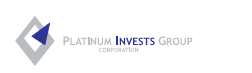 PLATINUM INVESTS GROUP
CORPORATION